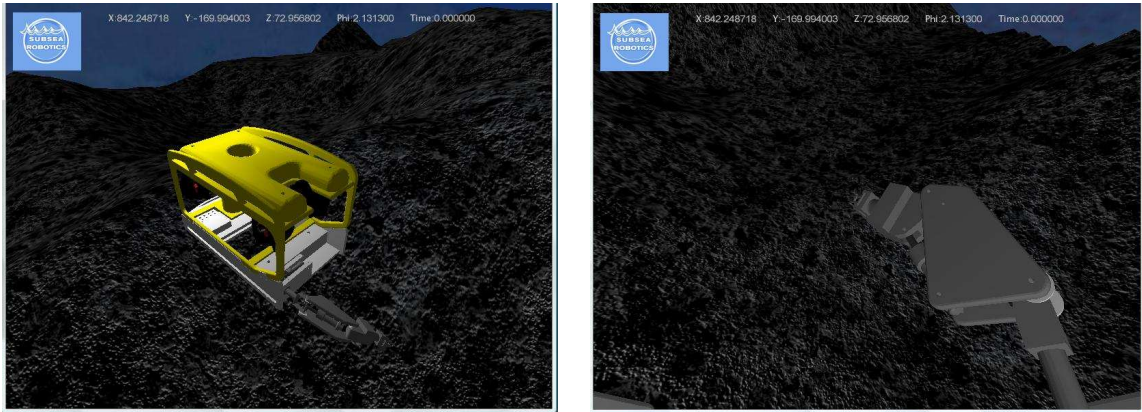 SUBSEA
ROBOTICS
X:842.248718 Y:-169.994003 Z:72.956802 Phi:2.131300 Time:0.000000
SUBSEA
ROBOTICS
X:842.248718 Y:-169.994003 Z:72.956802 Phi:2.131300 Time:0.000000